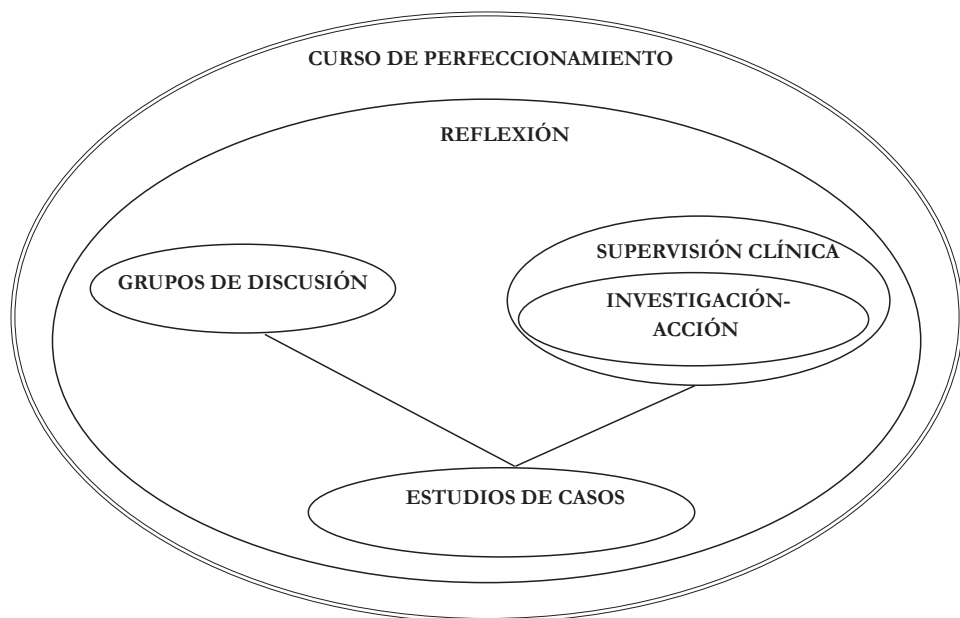 CURSO DE PERFECCIONAMIENTO
REFLEXIÓN
GRUPOS DE DISCUSIÓN
SUPERVISIÓN CLÍNICA
INVESTIGACIÓN-
ACCIÓN
ESTUDIOS DE CASOS